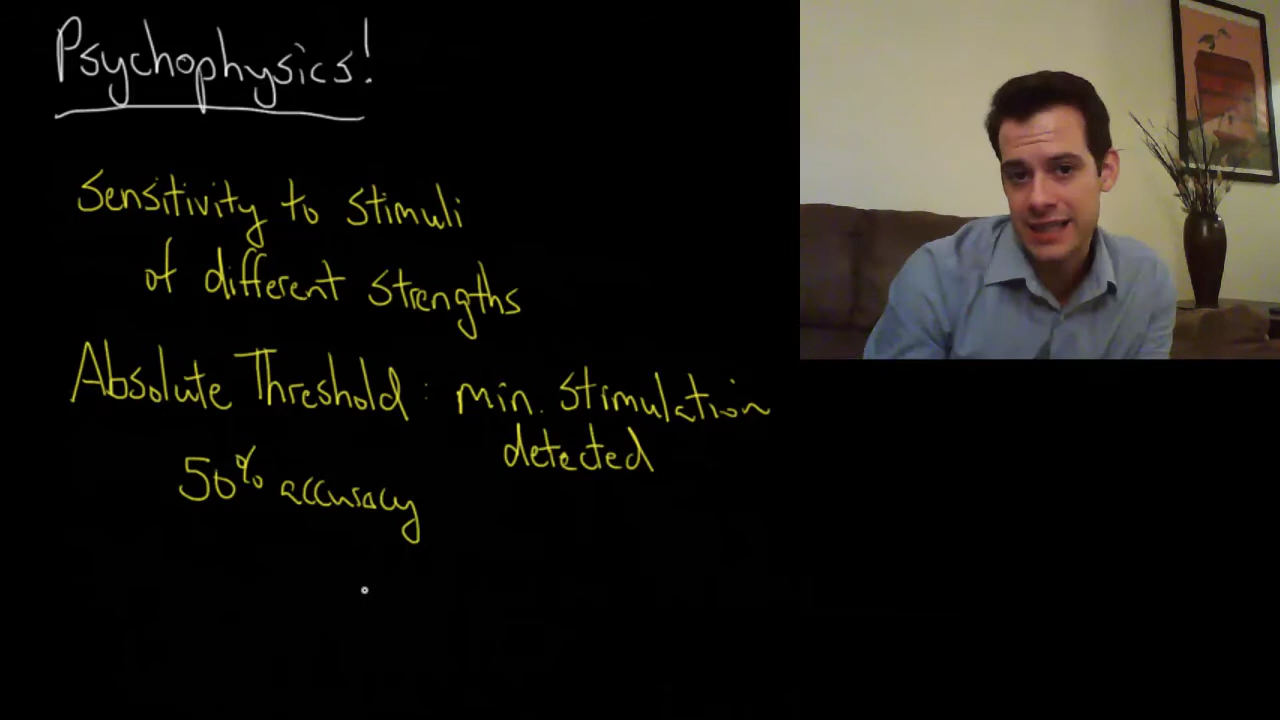 Psychophysics!
Sensitivity to stimuli
of different strengths
Absolute Threshold: min. stimulation
detected
50% accuracy